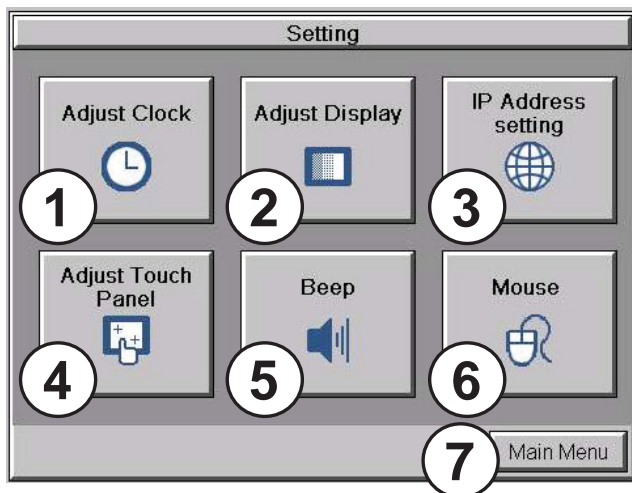 Setting
Adjust Clock
1
Adjust Display
2
IP Address
setting
3
Adjust Touch
Panel
4
Beep
5
Mouse
6
7
Main Menu